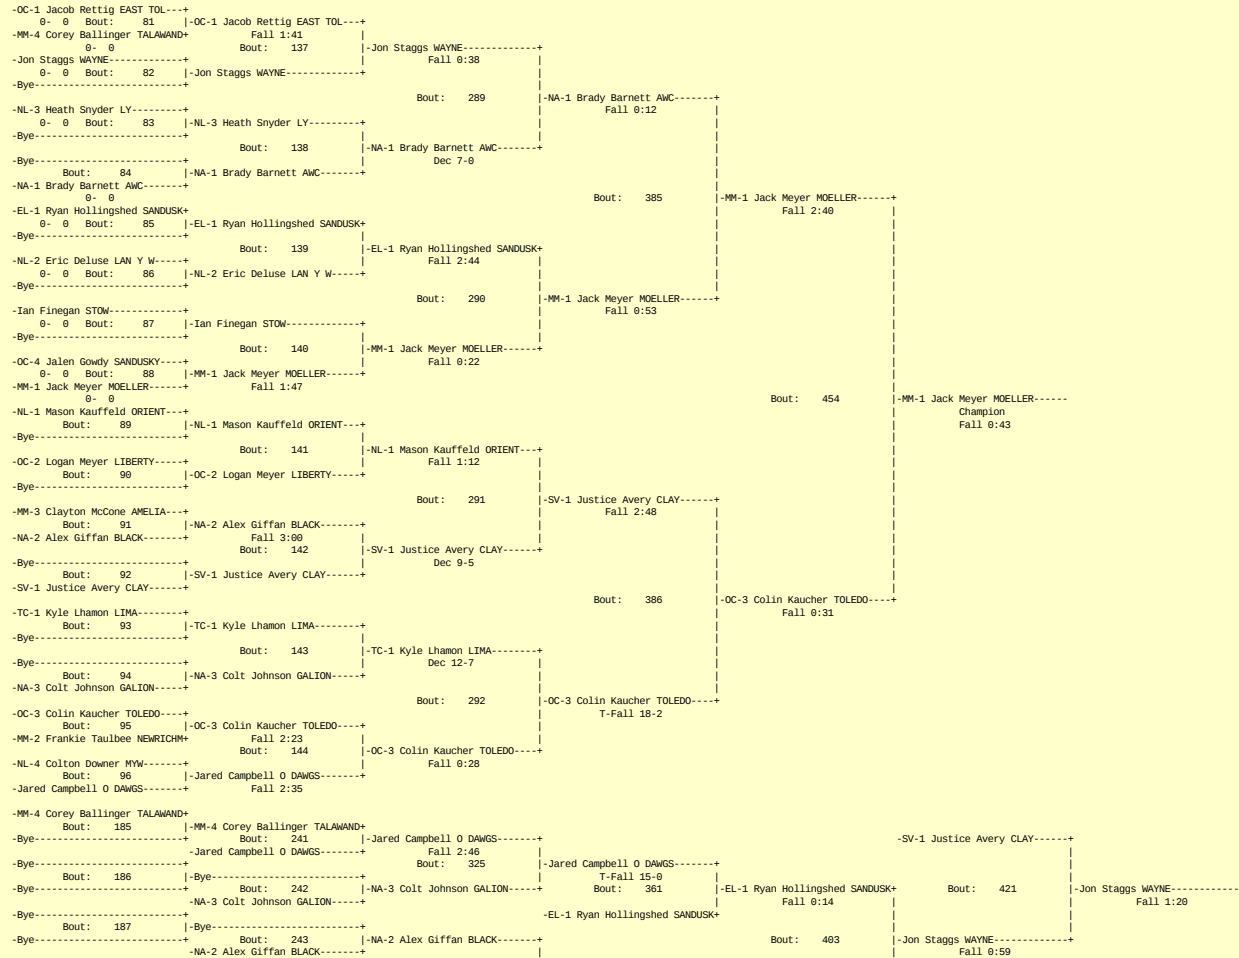 -OC-1 Jacob Rettig EAST TOL---+
0- 0 Bout: 81 |-OC-1 Jacob Rettig EAST TOL---+
-MM-4 Corey Ballinger TALAWAND+ Fall 1:41 |
0- 0 Bout: 137 |-Jon Staggs WAYNE-------------+
-Jon Staggs WAYNE-------------+ | Fall 0:38 |
0- 0 Bout: 82 |-Jon Staggs WAYNE-------------+ |
-Bye--------------------------+ |
Bout: 289 |-NA-1 Brady Barnett AWC-------+
-NL-3 Heath Snyder LY---------+ | Fall 0:12 |
0- 0 Bout: 83 |-NL-3 Heath Snyder LY---------+ | |
-Bye--------------------------+ | | |
Bout: 138 |-NA-1 Brady Barnett AWC-------+ |
-Bye--------------------------+ | Dec 7-0 |
Bout: 84 |-NA-1 Brady Barnett AWC-------+ |
-NA-1 Brady Barnett AWC-------+ |
0- 0 Bout: 385 |-MM-1 Jack Meyer MOELLER------+
-EL-1 Ryan Hollingshed SANDUSK+ | Fall 2:40 |
0- 0 Bout: 85 |-EL-1 Ryan Hollingshed SANDUSK+ | |
-Bye--------------------------+ | | |
Bout: 139 |-EL-1 Ryan Hollingshed SANDUSK+ | |
-NL-2 Eric Deluse LAN Y W-----+ | Fall 2:44 | | |
0- 0 Bout: 86 |-NL-2 Eric Deluse LAN Y W-----+ | | |
-Bye--------------------------+ | | |
Bout: 290 |-MM-1 Jack Meyer MOELLER------+ |
-Ian Finegan STOW-------------+ | Fall 0:53 |
0- 0 Bout: 87 |-Ian Finegan STOW-------------+ | |
-Bye--------------------------+ | | |
Bout: 140 |-MM-1 Jack Meyer MOELLER------+ |
-OC-4 Jalen Gowdy SANDUSKY----+ | Fall 0:22 |
0- 0 Bout: 88 |-MM-1 Jack Meyer MOELLER------+ |
-MM-1 Jack Meyer MOELLER------+ Fall 1:47 |
0- 0 Bout: 454 |-MM-1 Jack Meyer MOELLER------
-NL-1 Mason Kauffeld ORIENT---+ | Champion
Bout: 89 |-NL-1 Mason Kauffeld ORIENT---+ | Fall 0:43
-Bye--------------------------+ | |
Bout: 141 |-NL-1 Mason Kauffeld ORIENT---+ |
-OC-2 Logan Meyer LIBERTY-----+ | Fall 1:12 | |
Bout: 90 |-OC-2 Logan Meyer LIBERTY-----+ | |
-Bye--------------------------+ | |
Bout: 291 |-SV-1 Justice Avery CLAY------+ |
-MM-3 Clayton McCone AMELIA---+ | Fall 2:48 | |
Bout: 91 |-NA-2 Alex Giffan BLACK-------+ | | |
-NA-2 Alex Giffan BLACK-------+ Fall 3:00 | | | |
Bout: 142 |-SV-1 Justice Avery CLAY------+ | |
-Bye--------------------------+ | Dec 9-5 | |
Bout: 92 |-SV-1 Justice Avery CLAY------+ | |
-SV-1 Justice Avery CLAY------+ | |
Bout: 386 |-OC-3 Colin Kaucher TOLEDO----+
-TC-1 Kyle Lhamon LIMA--------+ | Fall 0:31
Bout: 93 |-TC-1 Kyle Lhamon LIMA--------+ |
-Bye--------------------------+ | |
Bout: 143 |-TC-1 Kyle Lhamon LIMA--------+ |
-Bye--------------------------+ | Dec 12-7 | |
Bout: 94 |-NA-3 Colt Johnson GALION-----+ | |
-NA-3 Colt Johnson GALION-----+ | |
Bout: 292 |-OC-3 Colin Kaucher TOLEDO----+
-OC-3 Colin Kaucher TOLEDO----+ | T-Fall 18-2
Bout: 95 |-OC-3 Colin Kaucher TOLEDO----+ |
-MM-2 Frankie Taulbee NEWRICHM+ Fall 2:23 | |
Bout: 144 |-OC-3 Colin Kaucher TOLEDO----+
-NL-4 Colton Downer MYW-------+ | Fall 0:28
Bout: 96 |-Jared Campbell O DAWGS-------+
-Jared Campbell O DAWGS-------+ Fall 2:35
-MM-4 Corey Ballinger TALAWAND+
Bout: 185 |-MM-4 Corey Ballinger TALAWAND+
-Bye--------------------------+ Bout: 241 |-Jared Campbell O DAWGS-------+ -SV-1 Justice Avery CLAY------+
-Jared Campbell O DAWGS-------+ Fall 2:46 | |
-Bye--------------------------+ Bout: 325 |-Jared Campbell O DAWGS-------+ |
Bout: 186 |-Bye--------------------------+ | T-Fall 15-0 | |
-Bye--------------------------+ Bout: 242 |-NA-3 Colt Johnson GALION-----+ Bout: 361 |-EL-1 Ryan Hollingshed SANDUSK+ Bout: 421 |-Jon Staggs WAYNE-------------
-NA-3 Colt Johnson GALION-----+ | Fall 0:14 | | Fall 1:20
-Bye--------------------------+ -EL-1 Ryan Hollingshed SANDUSK+ | |
Bout: 187 |-Bye--------------------------+ | |
-Bye--------------------------+ Bout: 243 |-NA-2 Alex Giffan BLACK-------+ Bout: 403 |-Jon Staggs WAYNE-------------+
-NA-2 Alex Giffan BLACK-------+ | | Fall 0:59